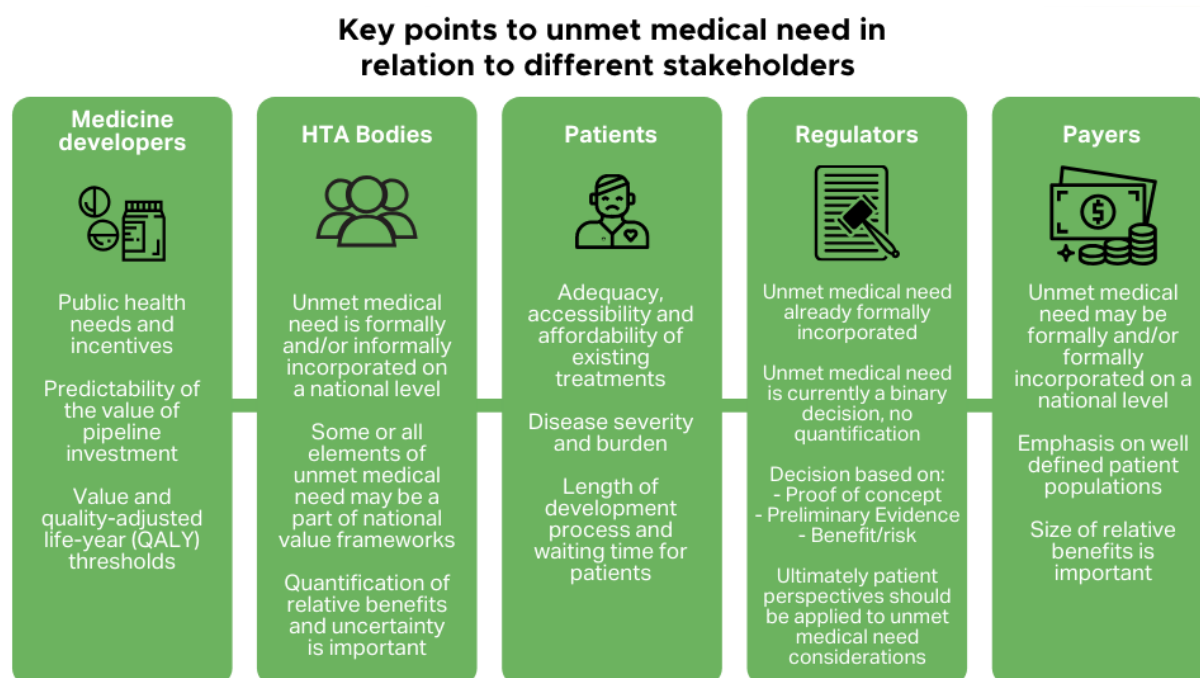 Key points to unmet medical need in
relation to different stakeholders
Medicine
developers
Public health
needs and
incentives
Predictability of
the value of
pipeline
investment
Value and
quality-adjusted
life-year (QALY)
thresholds
HTA Bodies
Unmet medical
need is formally
and/or informally
incorporated on
a national level
Some or all
elements of
unmet medical
need may be a
part of national
value frameworks
Quantification of
relative benefits
and uncertainty
is important
Patients
Adequacy,
accessibility and
affordability of
existing
treatments
Disease severity
and burden
Length of
development
process and
waiting time for
patients
Regulators
Unmet medical need
already formally
incorporated
Unmet medical need
is currently a binary
decision, no
quantification
Decision based on:
- Proof of concept
- Preliminary Evidence
- Benefit/risk
Ultimately patient
perspectives should
be applied to unmet
medical need
considerations
Payers
$
Unmet medical
need may be
formally and/or
formally
incorporated on a
national level
Emphasis on well
defined patient
populations
Size of relative
benefits is
important